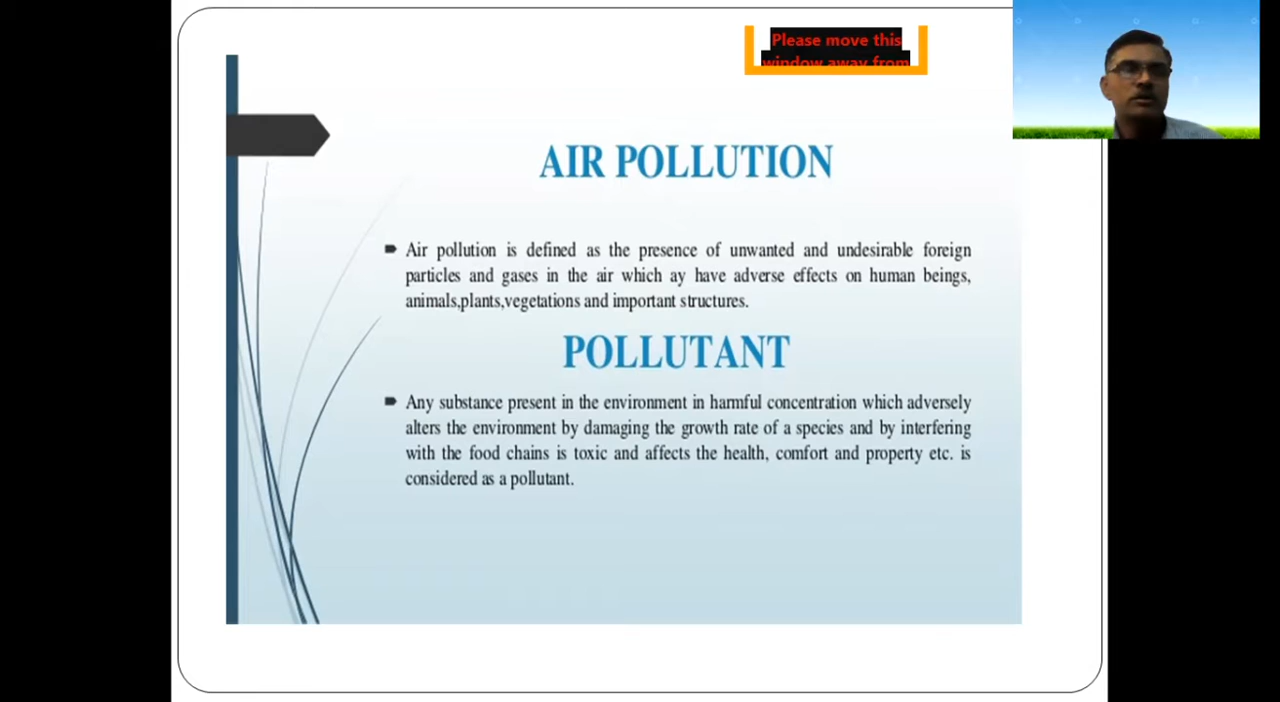 Please move this
window away from
AIR POLLUTION
Air pollution is defined as the presence of unwanted and undesirable foreign
particles and gases in the air which ay have adverse effects on human beings,
animals,plants,vegetations and important structures.
POLLUTANT
Any substance present in the environment in harmful concentration which adversely
alters the environment by damaging the growth rate of a species and by interfering
with the food chains is toxic and affects the health, comfort and property etc. is
considered as a pollutant.